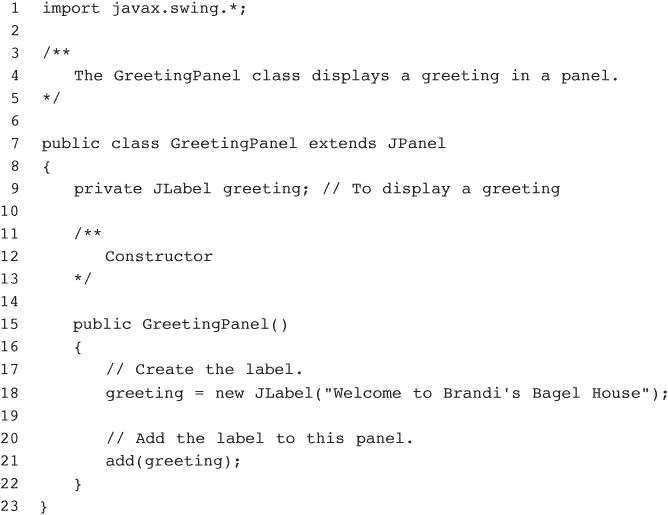 1 import javax.swing.*;
2
3 /**
4 The GreetingPanel class displays a greeting in a panel.
5 */
6
7 public class GreetingPanel extends JPanel
8 {
9 private JLabel greeting; // To display a greeting
10
11 /**
12 Constructor
13 */
14
15 public GreetingPanel()
16 {
17 // Create the label.
18 greeting = new JLabel("Welcome to Brandi's Bagel House");
19
20 // Add the label to this panel.
21 add(greeting);
22 }
23 }